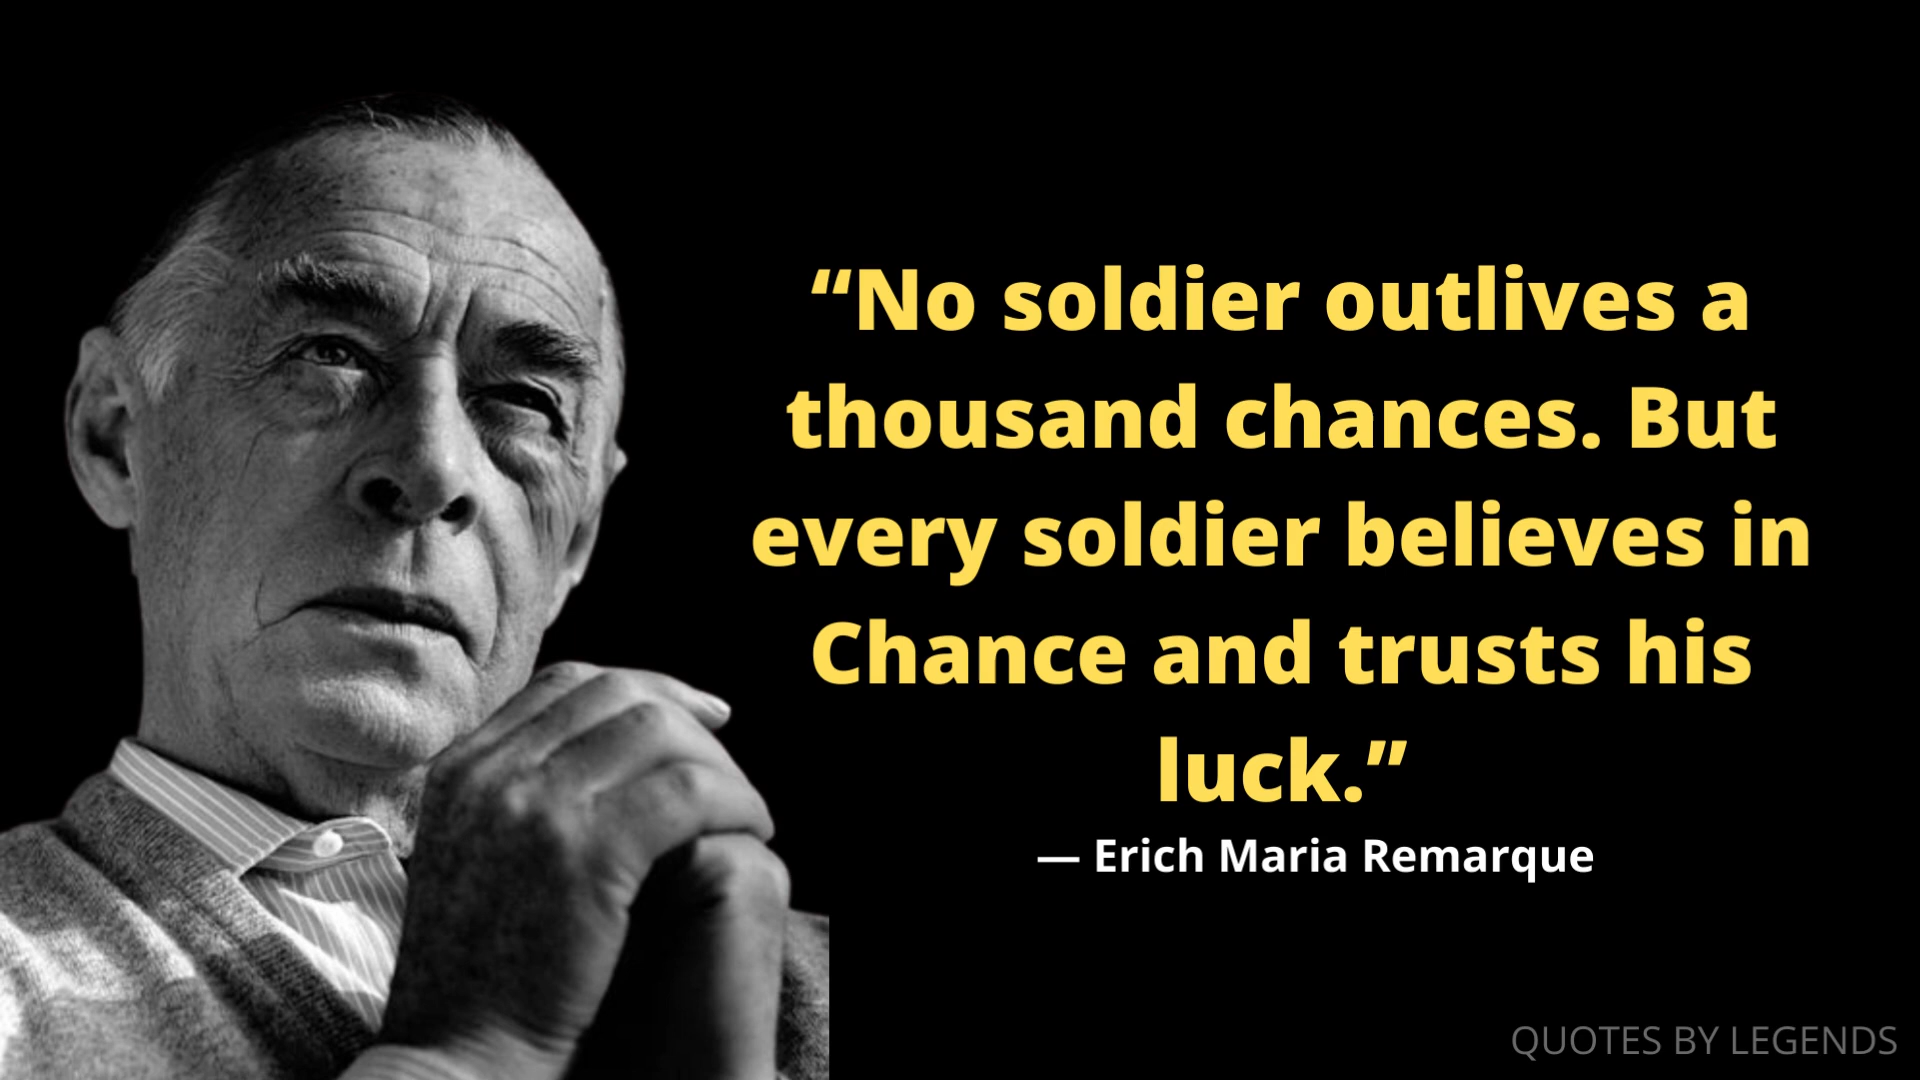 “No soldier outlives a
thousand chances. But
every soldier believes in
Chance and trusts his
luck.”
— Erich Maria Remarque
QUOTES BY LEGENDS